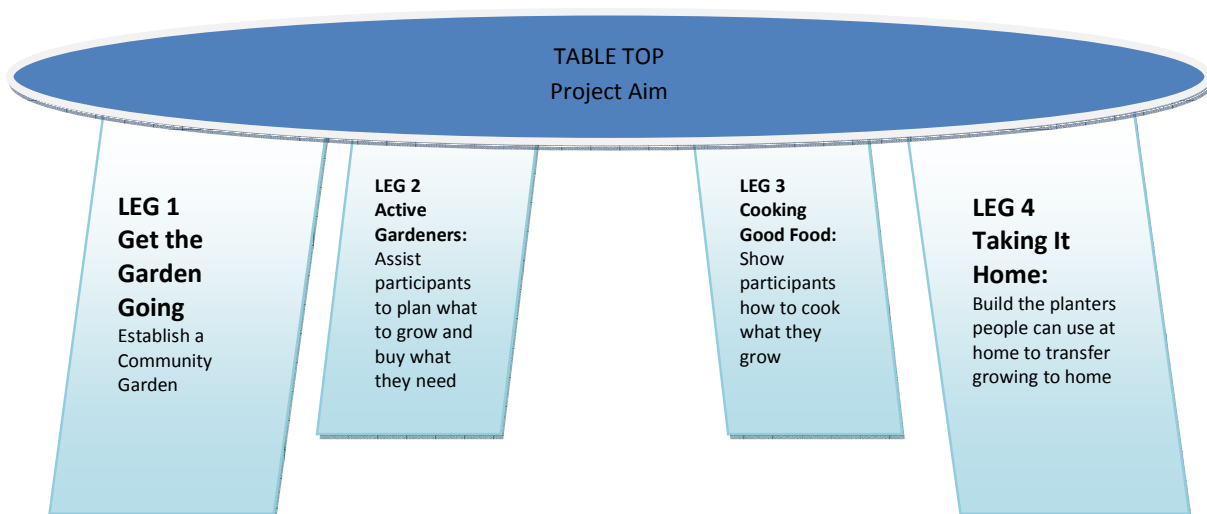 TABLE TOP
Project Aim
LEG 1
Get the
Garden
Going
Establish a
Community
Garden
LEG 2
Active
Gardeners:
Assist
participants
to plan what
to grow and
buy what
they need
LEG 3
Cooking
Good Food:
Show
participants
how to cook
what they
grow
LEG 4
Taking It
Home:
Build the planters
people can use at
home to transfer
growing to home